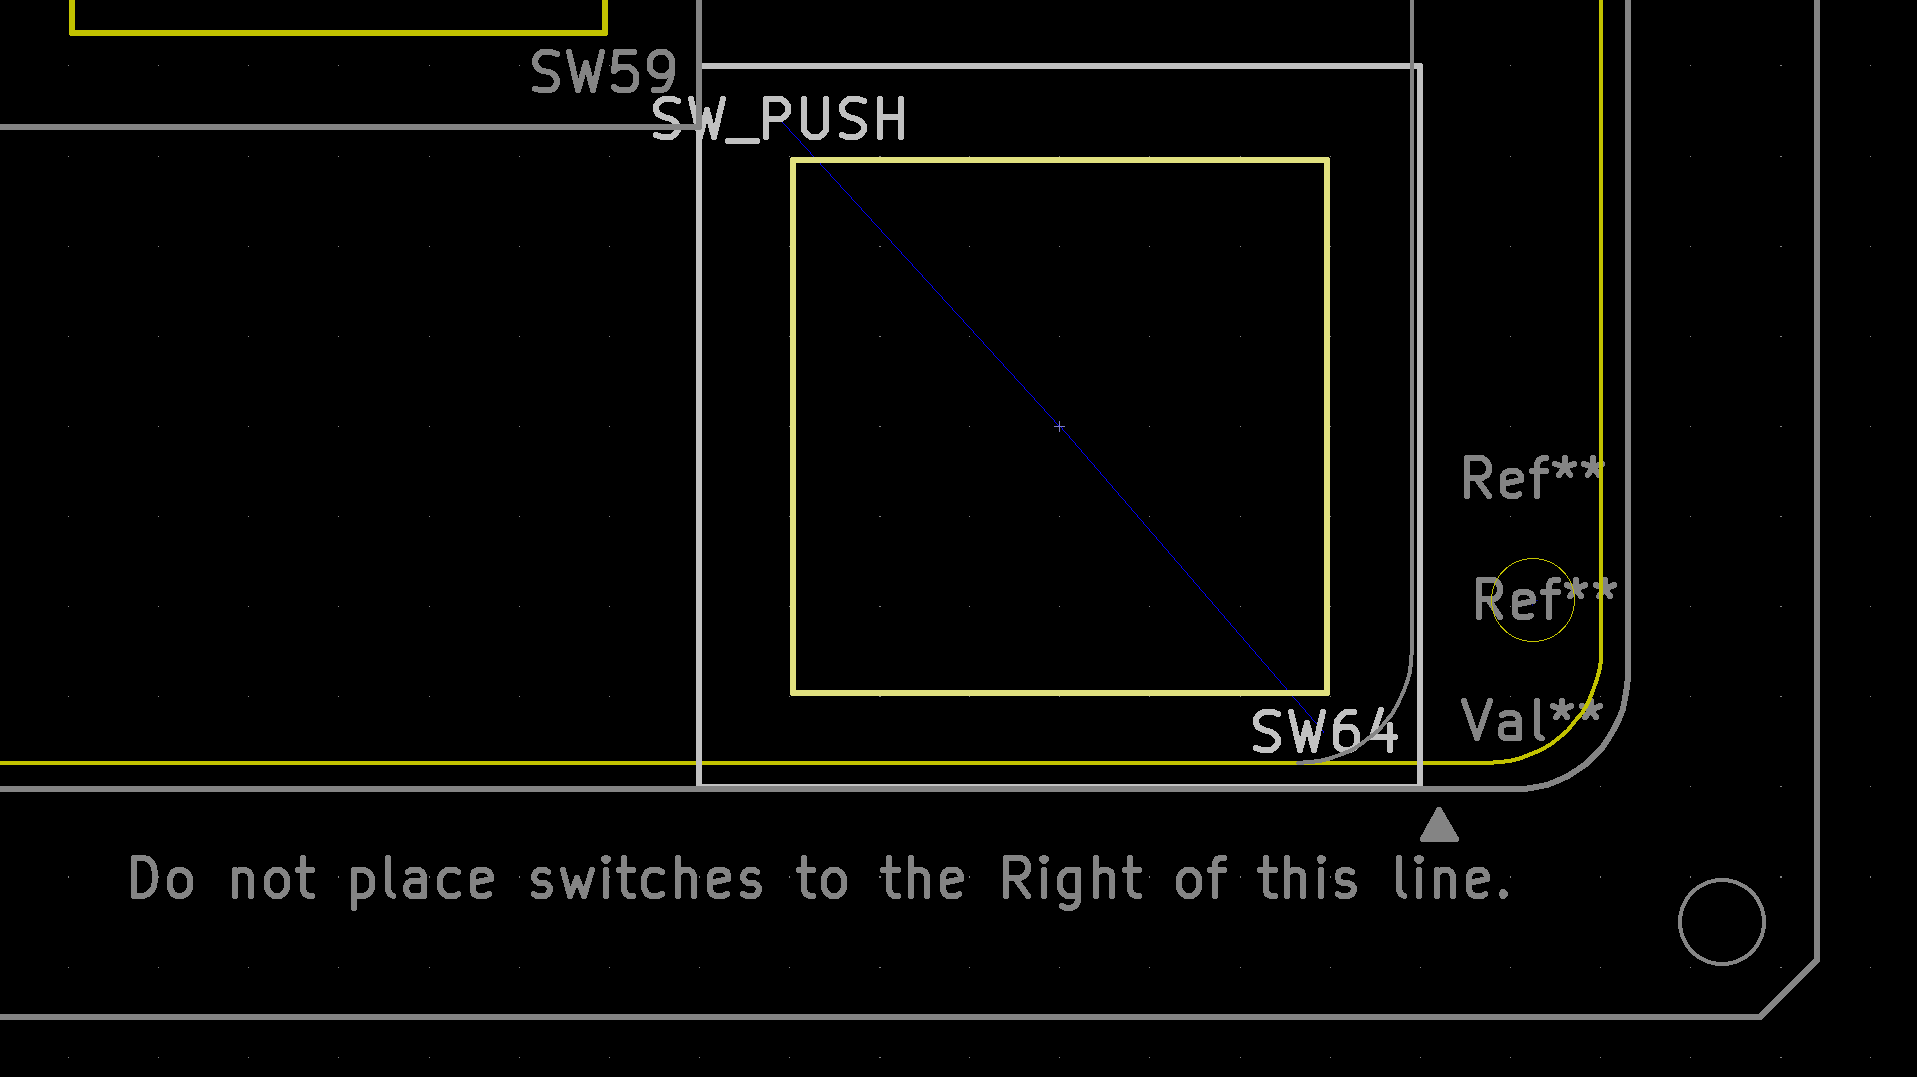 SW59
SW_PUSH
Ref**
Ref**
SW64
Val**
Do not place switches to the Right of this line.